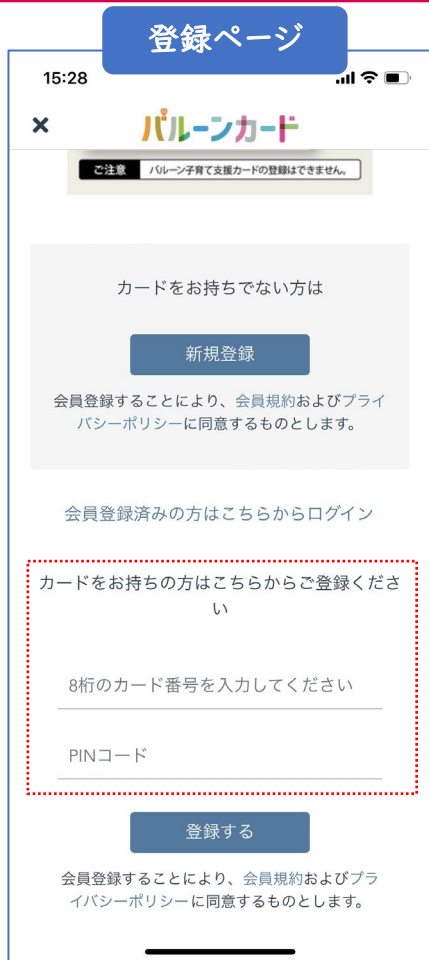 登録ページ
15:28
バルーンカード
ご注意 バルーン子育て支援カードの登録はできません。
カードをお持ちでない方は
新規登録
会員登録することにより、会員規約およびプライ
バシーポリシーに同意するものとします。
会員登録済みの方はこちらからログイン
カードをお持ちの方はこちらからご登録くださ
い
8桁のカード番号を入力してください
PINコード
登録する
会員登録することにより、会員規約およびプラ
イバシーポリシーに同意するものとします。